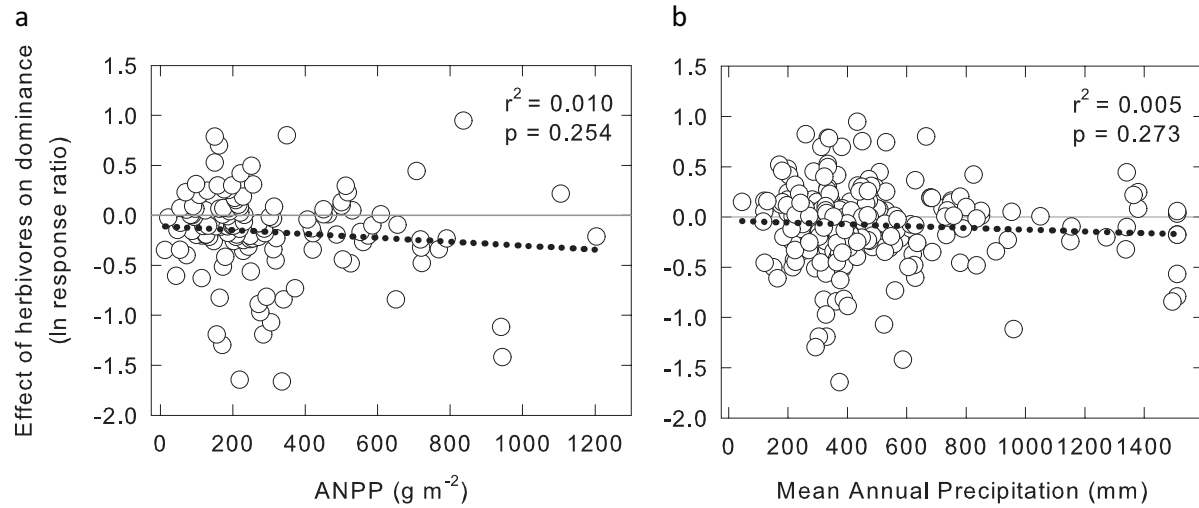 a
Effect of herbivores on dominance
(ln response ratio)
1.5
1.0
0.5
0.0
-0.5
-1.0
-1.5
-2.0
r² = 0.010
p = 0.254
0 200 400 600 800 1000 1200
ANPP (g m⁻²)
b
1.5
1.0
0.5
0.0
-0.5
-1.0
-1.5
-2.0
r² = 0.005
p = 0.273
0 200 400 600 800 1000 1200 1400
Mean Annual Precipitation (mm)